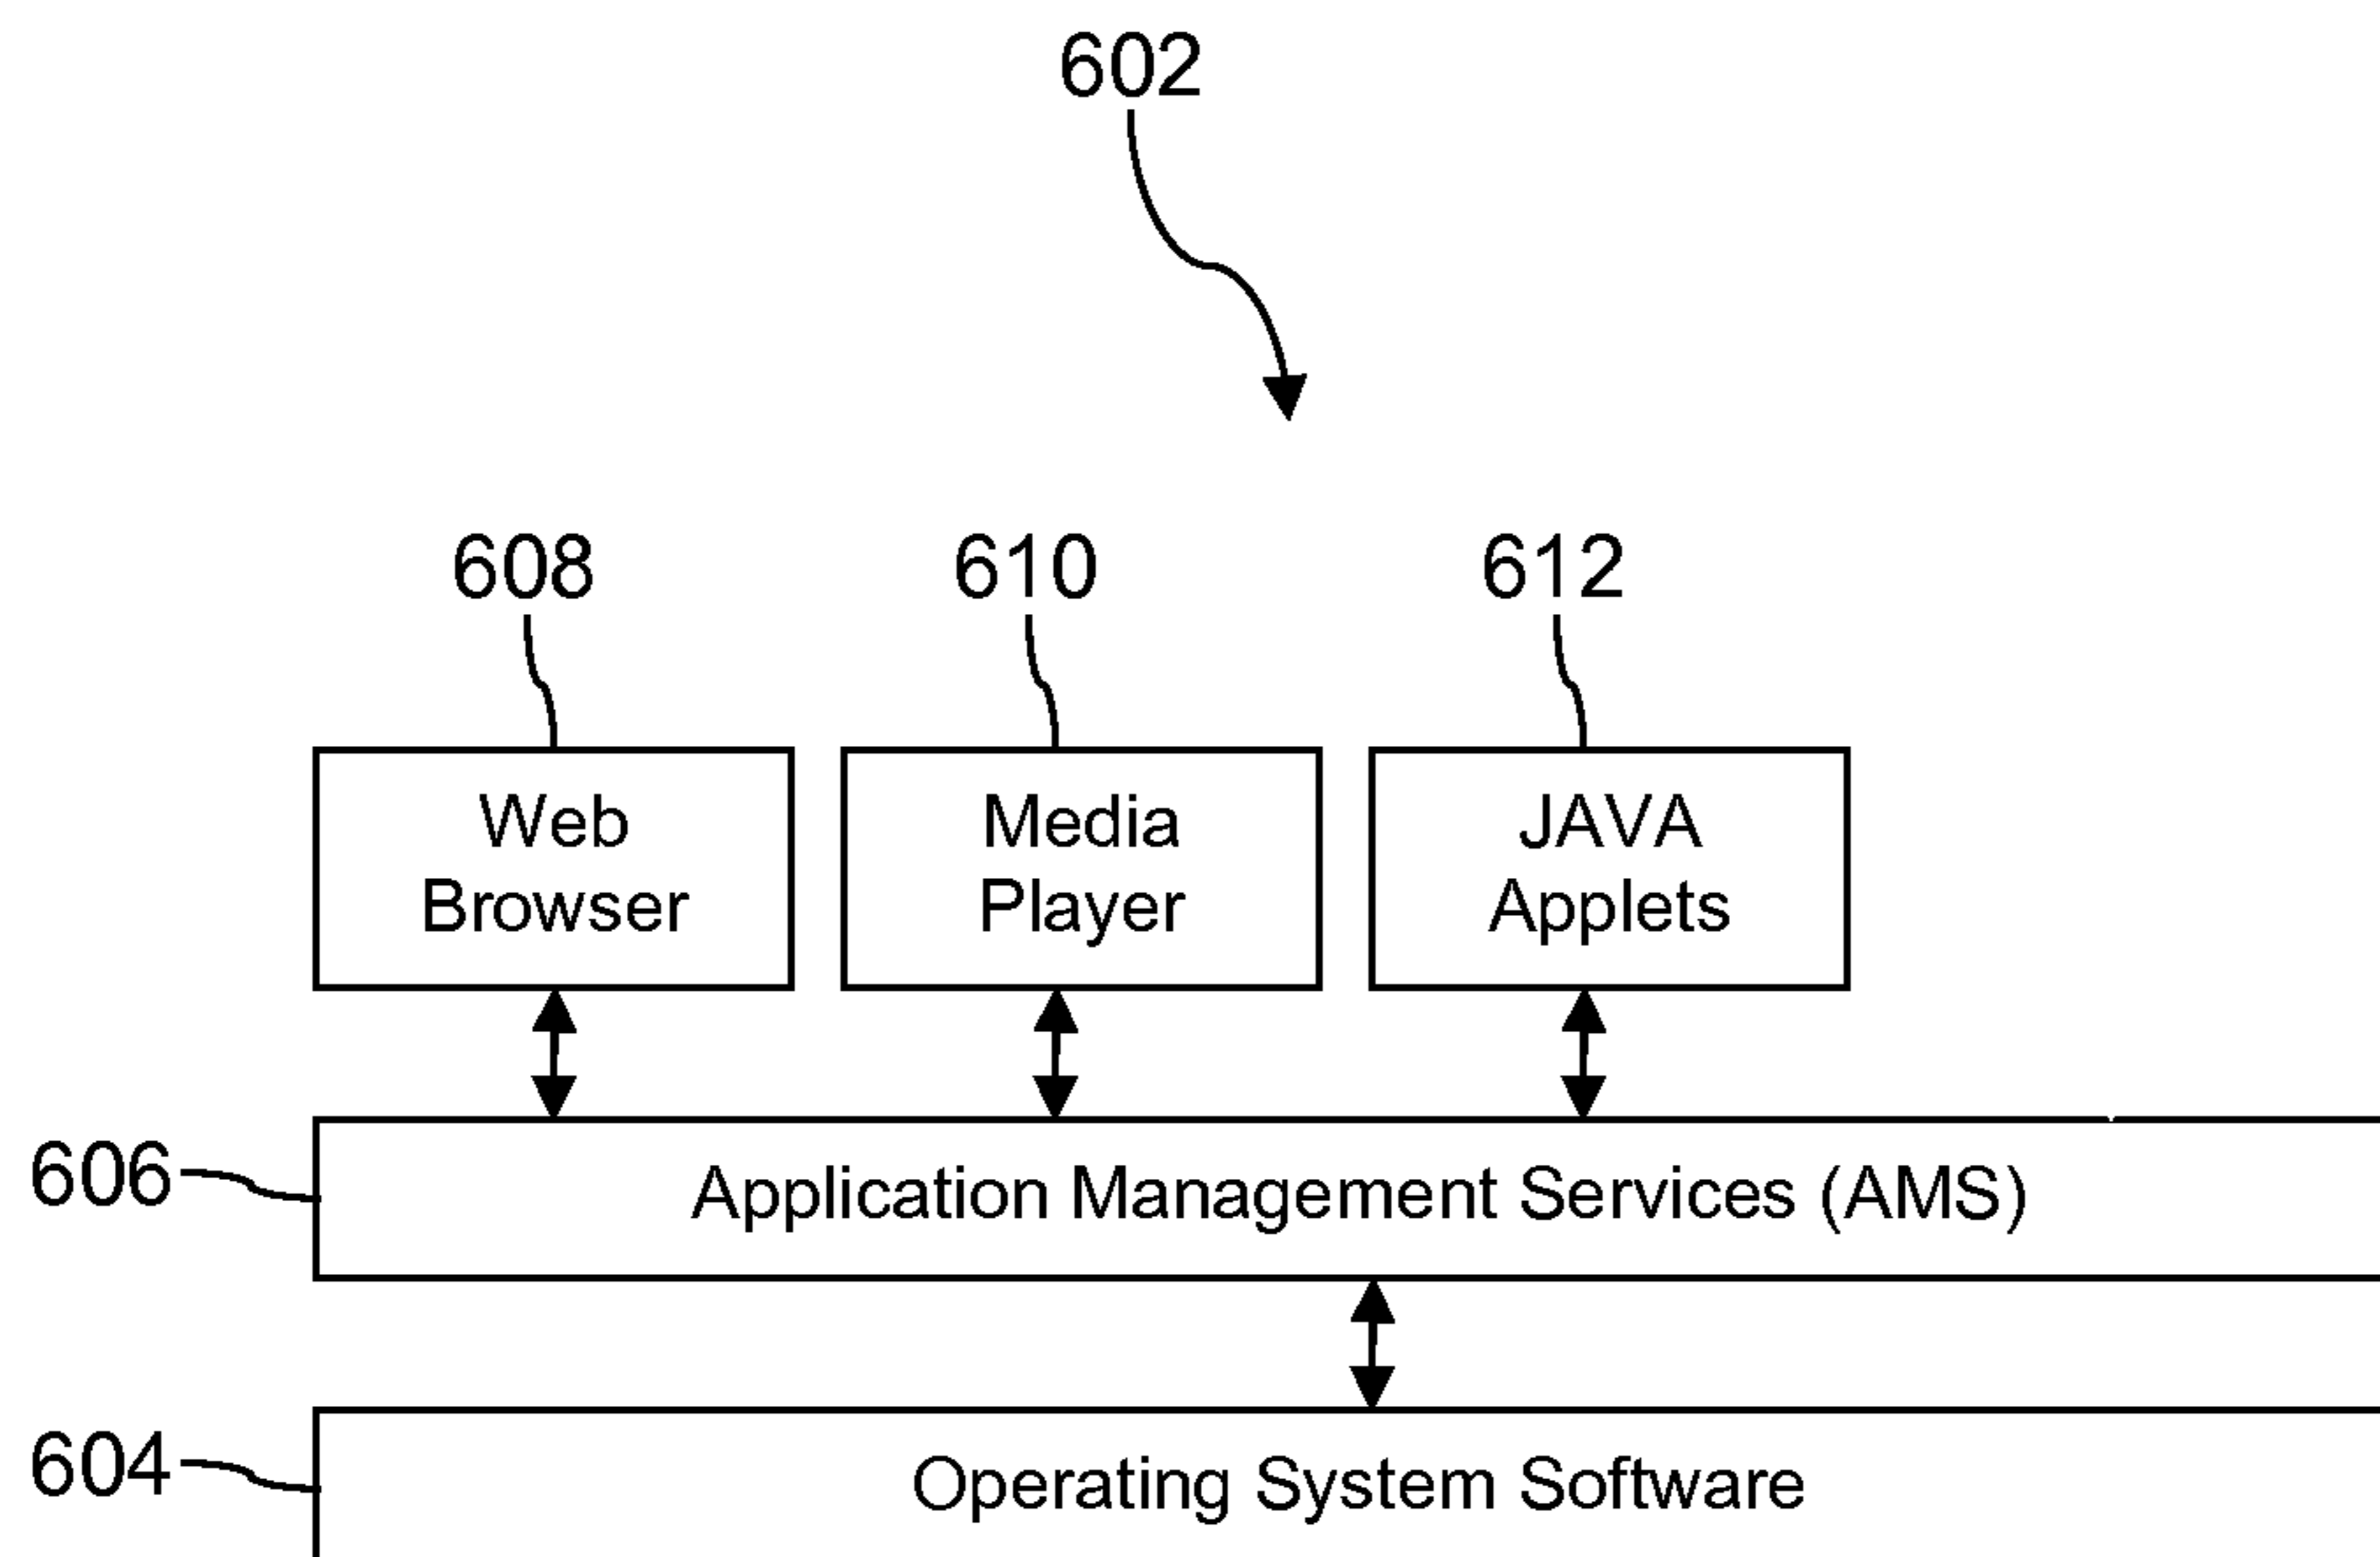 602
608 610 612
Web
Browser
Media
Player
JAVA
Applets
606
Application Management Services (AMS)
604
Operating System Software